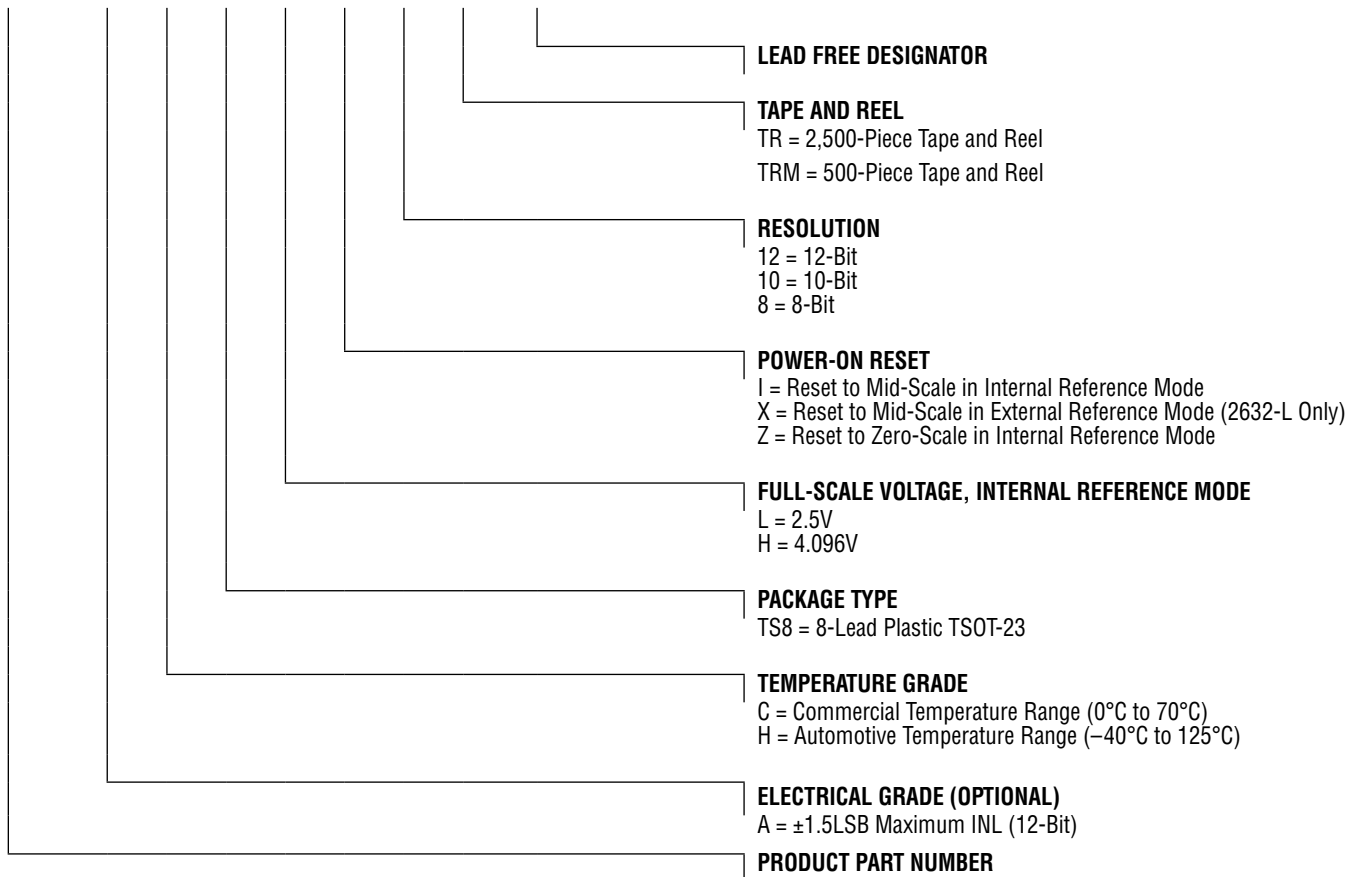 LEAD FREE DESIGNATOR
TAPE AND REEL
TR = 2,500-Piece Tape and Reel
TRM = 500-Piece Tape and Reel
RESOLUTION
12 = 12-Bit
10 = 10-Bit
8 = 8-Bit
POWER-ON RESET
I = Reset to Mid-Scale in Internal Reference Mode
X = Reset to Mid-Scale in External Reference Mode (2632-L Only)
Z = Reset to Zero-Scale in Internal Reference Mode
FULL-SCALE VOLTAGE, INTERNAL REFERENCE MODE
L = 2.5V
H = 4.096V
PACKAGE TYPE
TS8 = 8-Lead Plastic TSOT-23
TEMPERATURE GRADE
C = Commercial Temperature Range (0°C to 70°C)
H = Automotive Temperature Range (–40°C to 125°C)
ELECTRICAL GRADE (OPTIONAL)
A = ±1.5LSB Maximum INL (12-Bit)
PRODUCT PART NUMBER